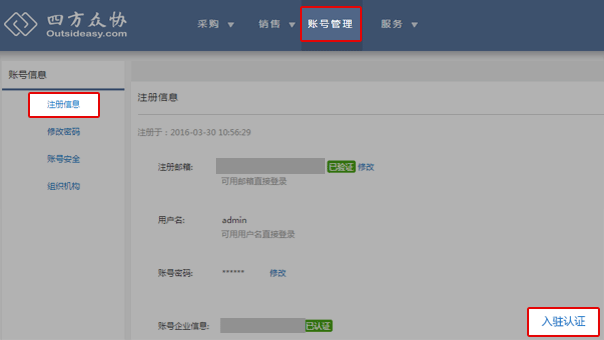 四方众协
Outsideasy.com
采购 销售 账号管理 服务
账号信息
注册信息
修改密码
账号安全
组织机构
注册信息
注册于：2016-03-30 10:56:29
注册邮箱: 已验证 修改
可用邮箱直接登录
用户名: admin
可用用户名直接登录
账号密码: ****** 修改
账号企业信息: 已认证
入驻认证